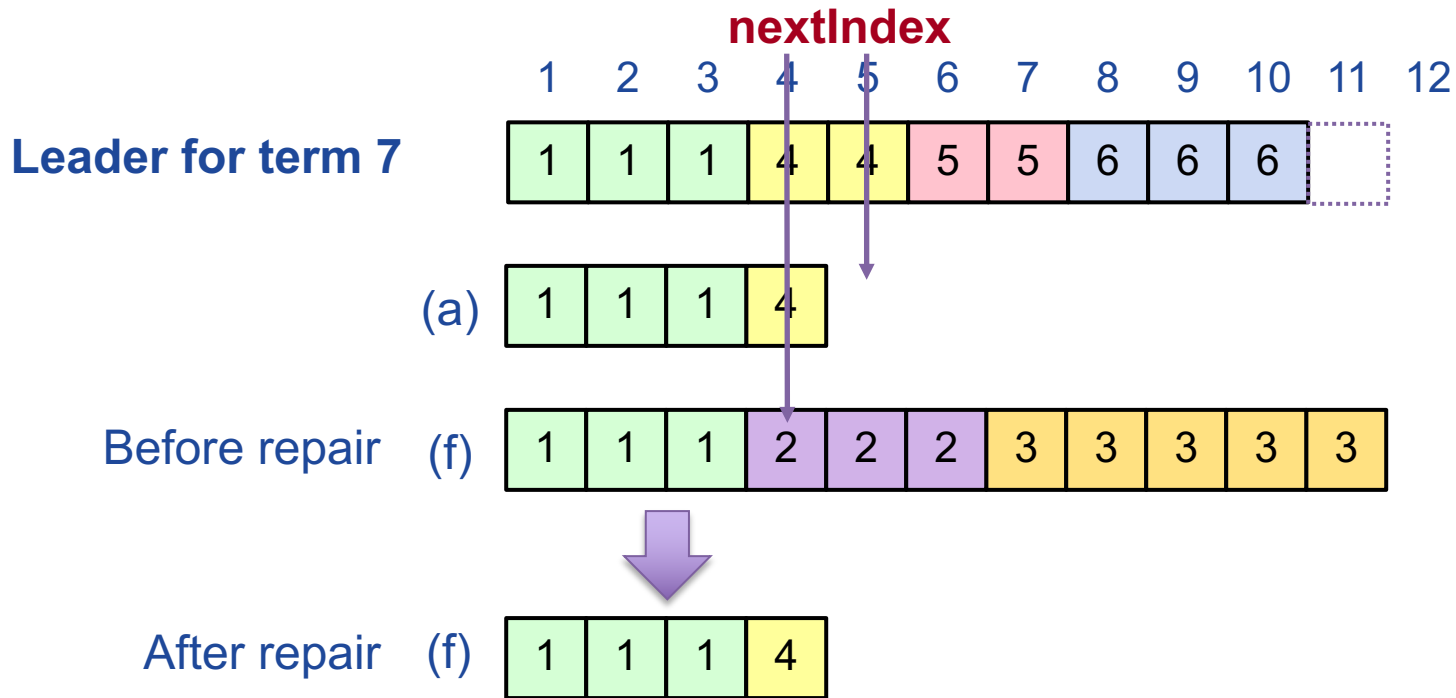 nextIndex
1 2 3 4 5 6 7 8 9 10 11 12
Leader for term 7 1 1 1 4 4 5 5 6 6 6
(a) 1 1 1 4
Before repair (f) 1 1 1 2 2 2 3 3 3 3 3
After repair (f) 1 1 1 4